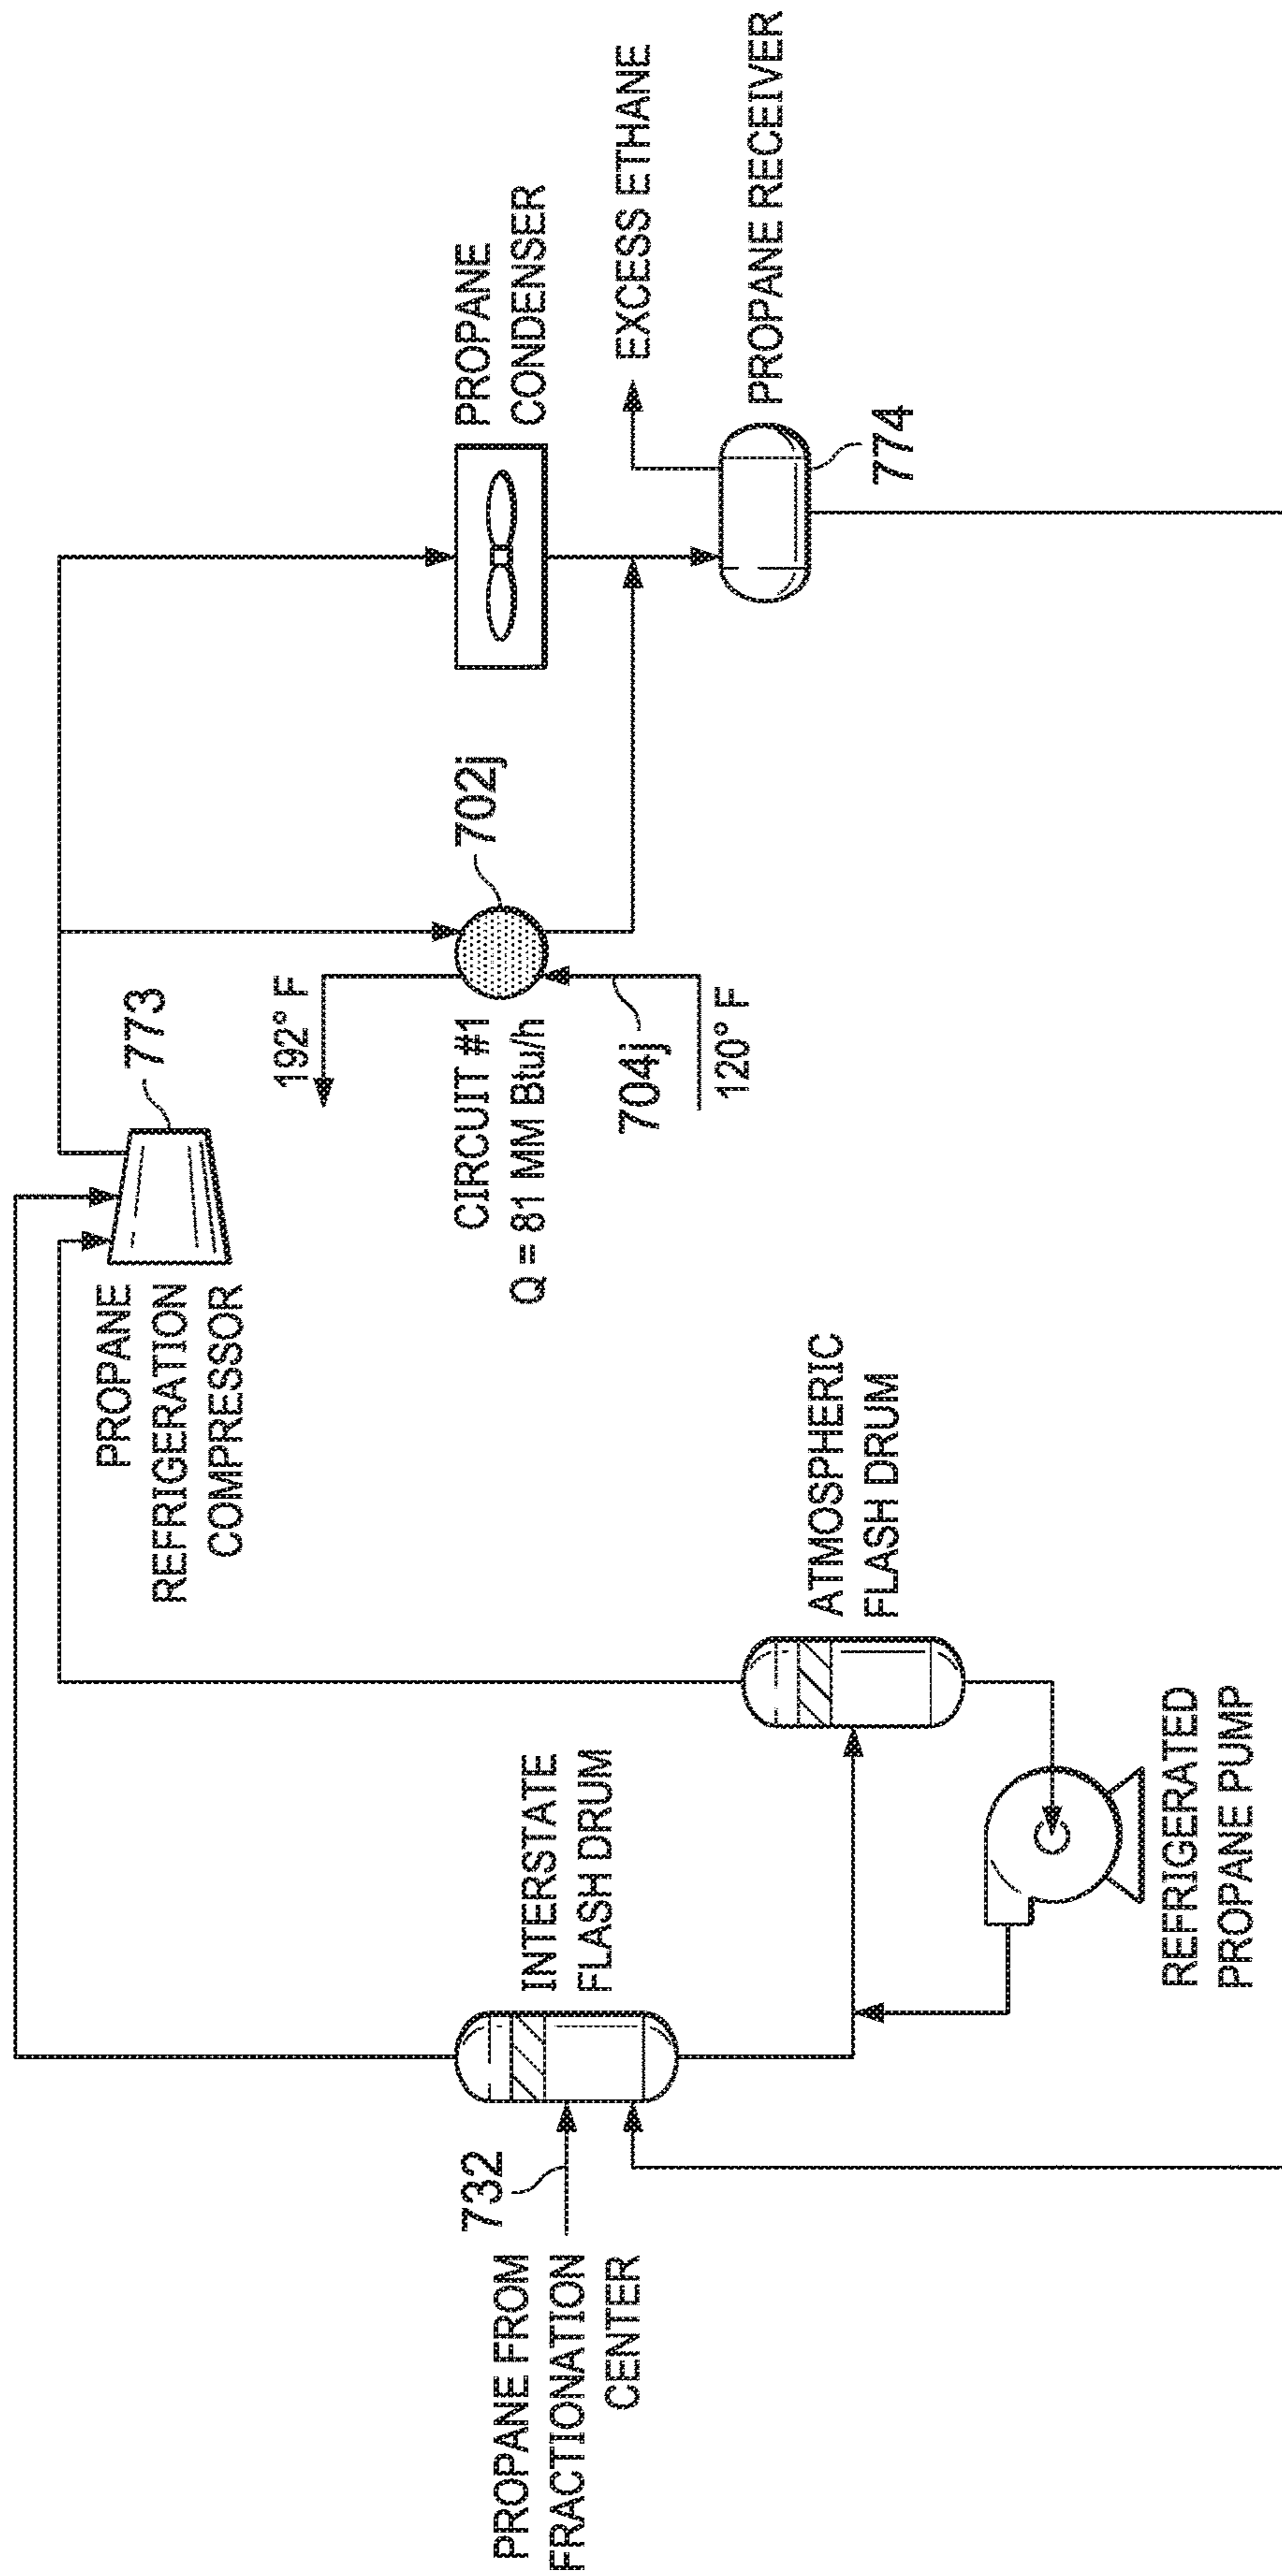 PROPANE
REFRIGERATION
COMPRESSOR
773
192° F
CIRCUIT #1
Q = 81 MM Btu/h
702j
704j
120° F
PROPANE
CONDENSER
EXCESS ETHANE
PROPANE RECEIVER
774
732
PROPANE FROM
FRACTIONATION
CENTER
INTERSTATE
FLASH DRUM
ATMOSPHERIC
FLASH DRUM
REFRIGERATED
PROPANE PUMP